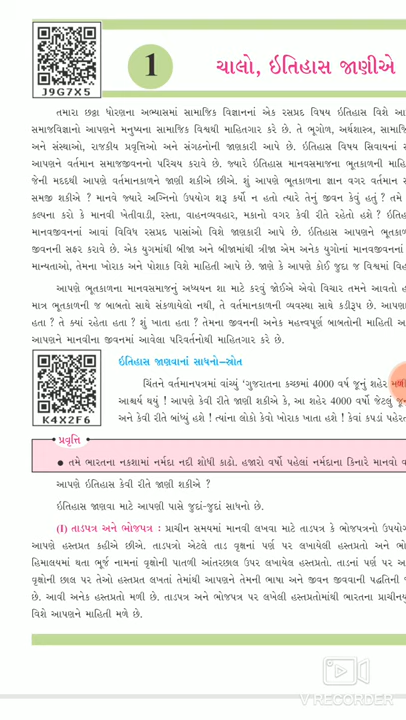 J9G7X5
1
ચાલો, ઇતિહાસ જાણીએ
તમારા છઠ્ઠા ધોરણના અભ્યાસમાં સામાજિક વિજ્ઞાનનાં એક રસપ્રદ વિષય ઇતિહાસ વિશે આ
સમાજવિજ્ઞાનો આપણને મનુષ્યના સામાજિક વિશ્વથી માહિતગાર કરે છે. તે ભૂગોળ, અર્થશાસ્ત્ર, સામાજિ
અને સંસ્થાઓ, રાજકીય પ્રવૃત્તિઓ અને સંગઠનોની જાણકારી આપે છે. ઇતિહાસ વિષય સિવાયનાં સ
આપણને વર્તમાન સમાજજીવનનો પરિચય કરાવે છે. જ્યારે ઇતિહાસ માનવસમાજના ભૂતકાળની માહિ
જેની મદદથી આપણે વર્તમાનકાળને જાણી શકીએ છીએ. શું આપણે ભૂતકાળના જ્ઞાન વગર વર્તમાન સ
સમજી શકીએ ? માનવે જ્યારે અગ્નિનો ઉપયોગ શરૂ કર્યો ન હતો ત્યારે તેનું જીવન કેવું હતું ? તમે
કલ્પના કરો કે માનવી ખેતીવાડી, રસ્તા, વાહનવ્યવહાર, મકાનો વગર કેવી રીતે રહેતો હશે ? ઇતિહ
માનવજીવનનાં આવાં વિવિધ રસપ્રદ પાસાંઓ વિશે જાણકારી આપે છે. ઇતિહાસ આપણને ભૂતકાળ
જીવનની સફર કરાવે છે. એક યુગમાંથી બીજા અને બીજામાંથી ત્રીજા એમ અનેક યુગોનાં માનવજીવનનાં
માન્યતાઓ, તેમના ખોરાક અને પોશાક વિશે માહિતી આપે છે. જાણે કે આપણે કોઈ જુદા જ વિશ્વમાં વિહ
આપણે ભૂતકાળના માનવસમાજનું અધ્યયન શા માટે કરવું જોઈએ એવો વિચાર તમને આવતો હ
માત્ર ભૂતકાળની જ બાબતો સાથે સંકળાયેલો નથી, તે વર્તમાનકાળની વ્યવસ્થા સાથે કડીરૂપ છે. આપણા
હતા ? તે ક્યાં રહેતા હતા ? શું ખાતા હતા ? તેમના જીવનની અનેક મહત્ત્વપૂર્ણ બાબતોની માહિતી અ
આપણને માનવીના જીવનમાં આવેલા પરિવર્તનોથી માહિતગાર કરે છે.
K4X2F6
ઇતિહાસ જાણવાનાં સાધનો–સ્રોત
ચિંતને વર્તમાનપત્રમાં વાંચ્યું 'ગુજરાતના કચ્છમાં 4000 વર્ષ જૂનું શહેર મળી
આશ્ચર્ય થયું ! આપણે કેવી રીતે જાણી શકીએ કે, આ શહેર 4000 વર્ષો જેટલું જૂન
અને કેવી રીતે બાંધ્યું હશે ! ત્યાંના લોકો કેવો ખોરાક ખાતા હશે ! કેવાં કપડાં પહેરત
પ્રવૃત્તિ
● તમે ભારતના નકશામાં નર્મદા નદી શોધી કાઢો. હજારો વર્ષો પહેલાં નર્મદાના કિનારે માનવો વ
આપણે ઇતિહાસ કેવી રીતે જાણી શકીએ ?
ઇતિહાસ જાણવા માટે આપણી પાસે જુદાં-જુદાં સાધનો છે.
(1) તાડપત્ર અને ભોજપત્ર : પ્રાચીન સમયમાં માનવી લખવા માટે તાડપત્ર કે ભોજપત્રનો ઉપયોગ
આપણે હસ્તપ્રત કહીએ છીએ. તાડપત્રો એટલે તાડ વૃક્ષનાં પર્ણ પર લખાયેલી હસ્તપ્રતો અને ભો
હિમાલયમાં થતા ભૂર્જ નામનાં વૃક્ષોની પાતળી આંતરછાલ ઉપર લખાયેલ હસ્તપ્રતો. તાડનાં પર્ણ પર અ
વૃક્ષોની છાલ પર તેઓ હસ્તપ્રત લખતાં તેમાંથી આપણને તેમની ભાષા અને જીવન જીવવાની પદ્ધતિની જ
છે. આવી અનેક હસ્તપ્રતો મળી છે. તાડપત્ર અને ભોજપત્ર પર લખેલી હસ્તપ્રતોમાંથી ભારતના પ્રાચીનયુ
વિશે આપણને માહિતી મળે છે.
V RECORDER